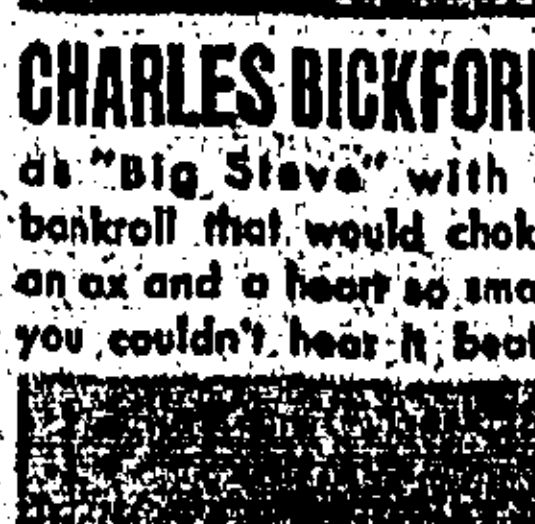 CHARLES BICKFOR
as "Big Steve" with
bankroll that would chok
an ox and a heart so sma
you couldn't hear it beat